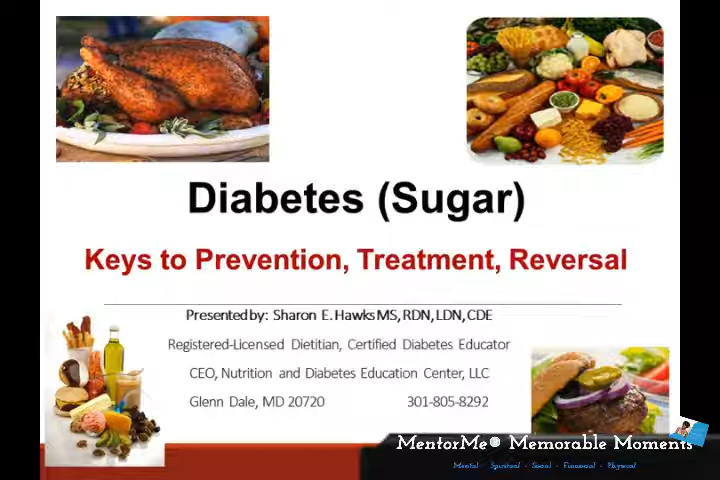 Diabetes (Sugar)
Keys to Prevention, Treatment, Reversal
Presented by: Sharon E. Hawks MS, RDN, LDN, CDE
Registered-Licensed Dietitian, Certified Diabetes Educator
CEO, Nutrition and Diabetes Education Center, LLC
Glenn Dale, MD 20720 301-805-8292
MentorMe® Memorable Moments
Mental - Spiritual - Social - Financial - Physical